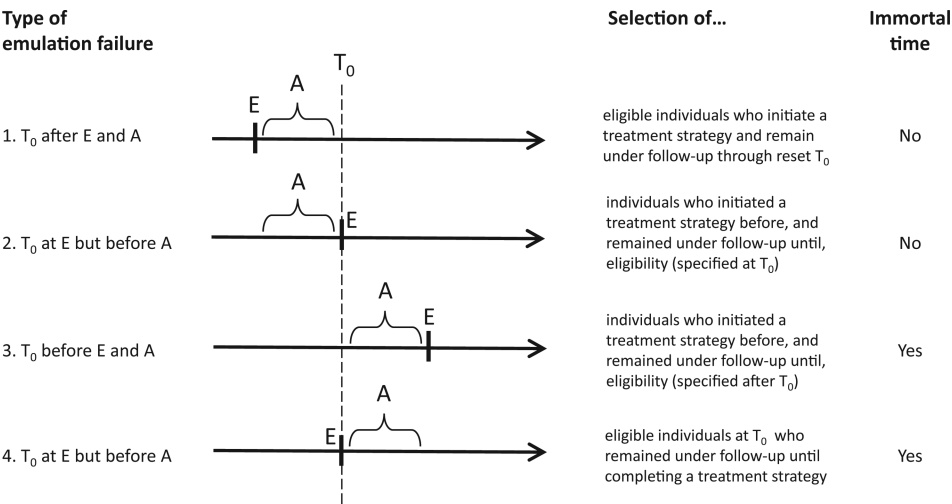 Type of
emulation failure
Selection of...
Immortal
time
T0
1. T0 after E and A
E
A
eligible individuals who initiate a
treatment strategy and remain
under follow-up through reset T0
No
2. T0 at E but before A
A
E
individuals who initiated a
treatment strategy before, and
remained under follow-up until,
eligibility (specified at T0)
No
3. T0 before E and A
A
E
individuals who initiated a
treatment strategy before, and
remained under follow-up until,
eligibility (specified after T0)
Yes
4. T0 at E but before A
E
A
eligible individuals at T0 who
remained under follow-up until
completing a treatment strategy
Yes